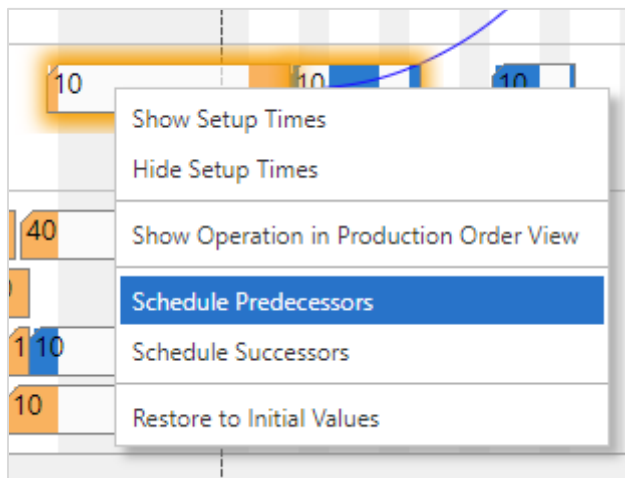 10 10 10
Show Setup Times
Hide Setup Times
40
Show Operation in Production Order View
Schedule Predecessors
1 10
Schedule Successors
10
Restore to Initial Values